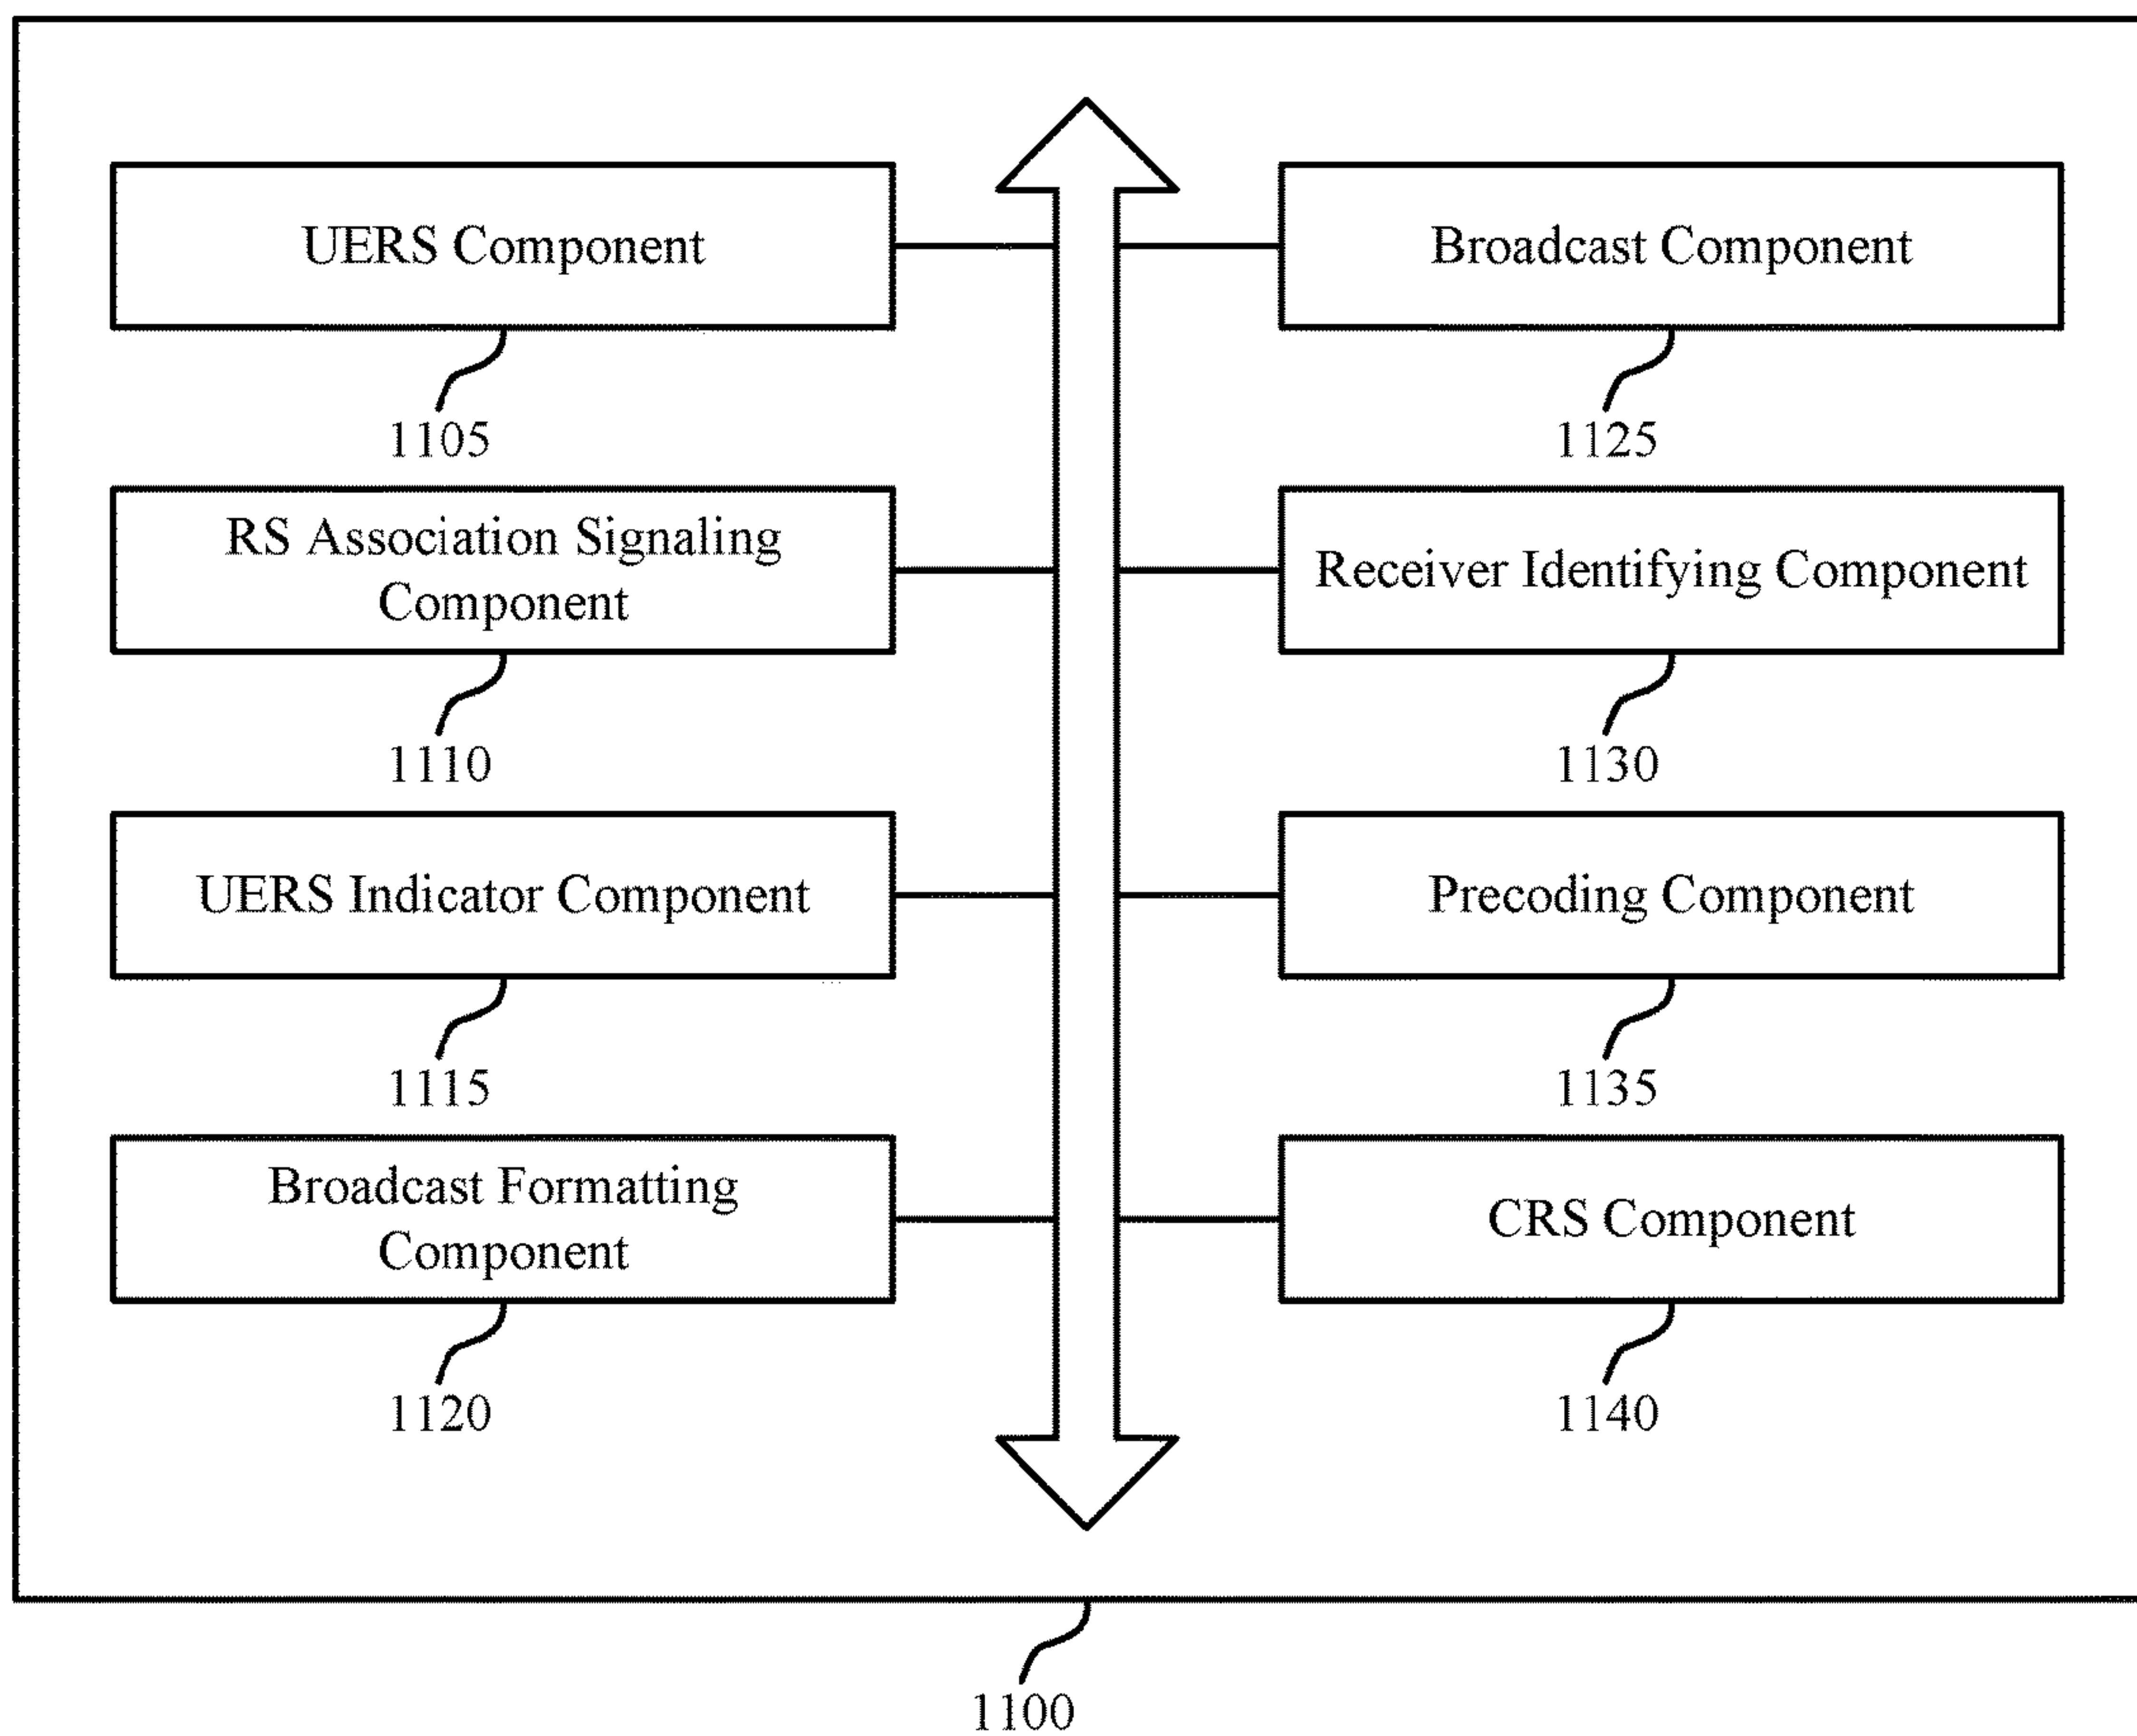 UERS Component
1105
RS Association Signaling
Component
1110
UERS Indicator Component
1115
Broadcast Formatting
Component
1120
Broadcast Component
1125
Receiver Identifying Component
1130
Precoding Component
1135
CRS Component
1140
1100